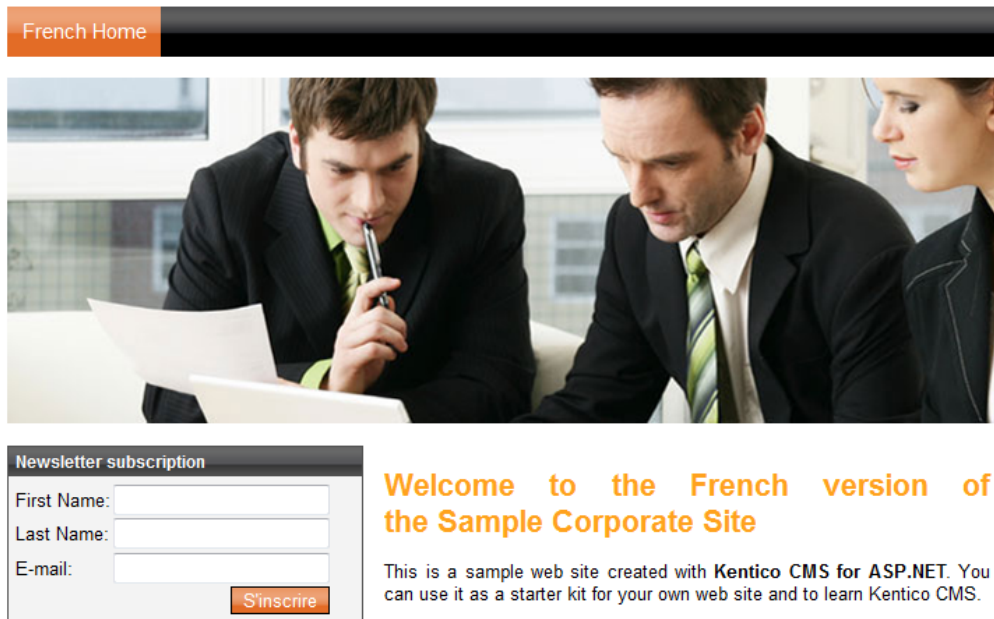 French Home
Newsletter subscription
First Name:
Last Name:
E-mail:
S'inscrire
Welcome to the French version of
the Sample Corporate Site
This is a sample web site created with Kentico CMS for ASP.NET. You
can use it as a starter kit for your own web site and to learn Kentico CMS.